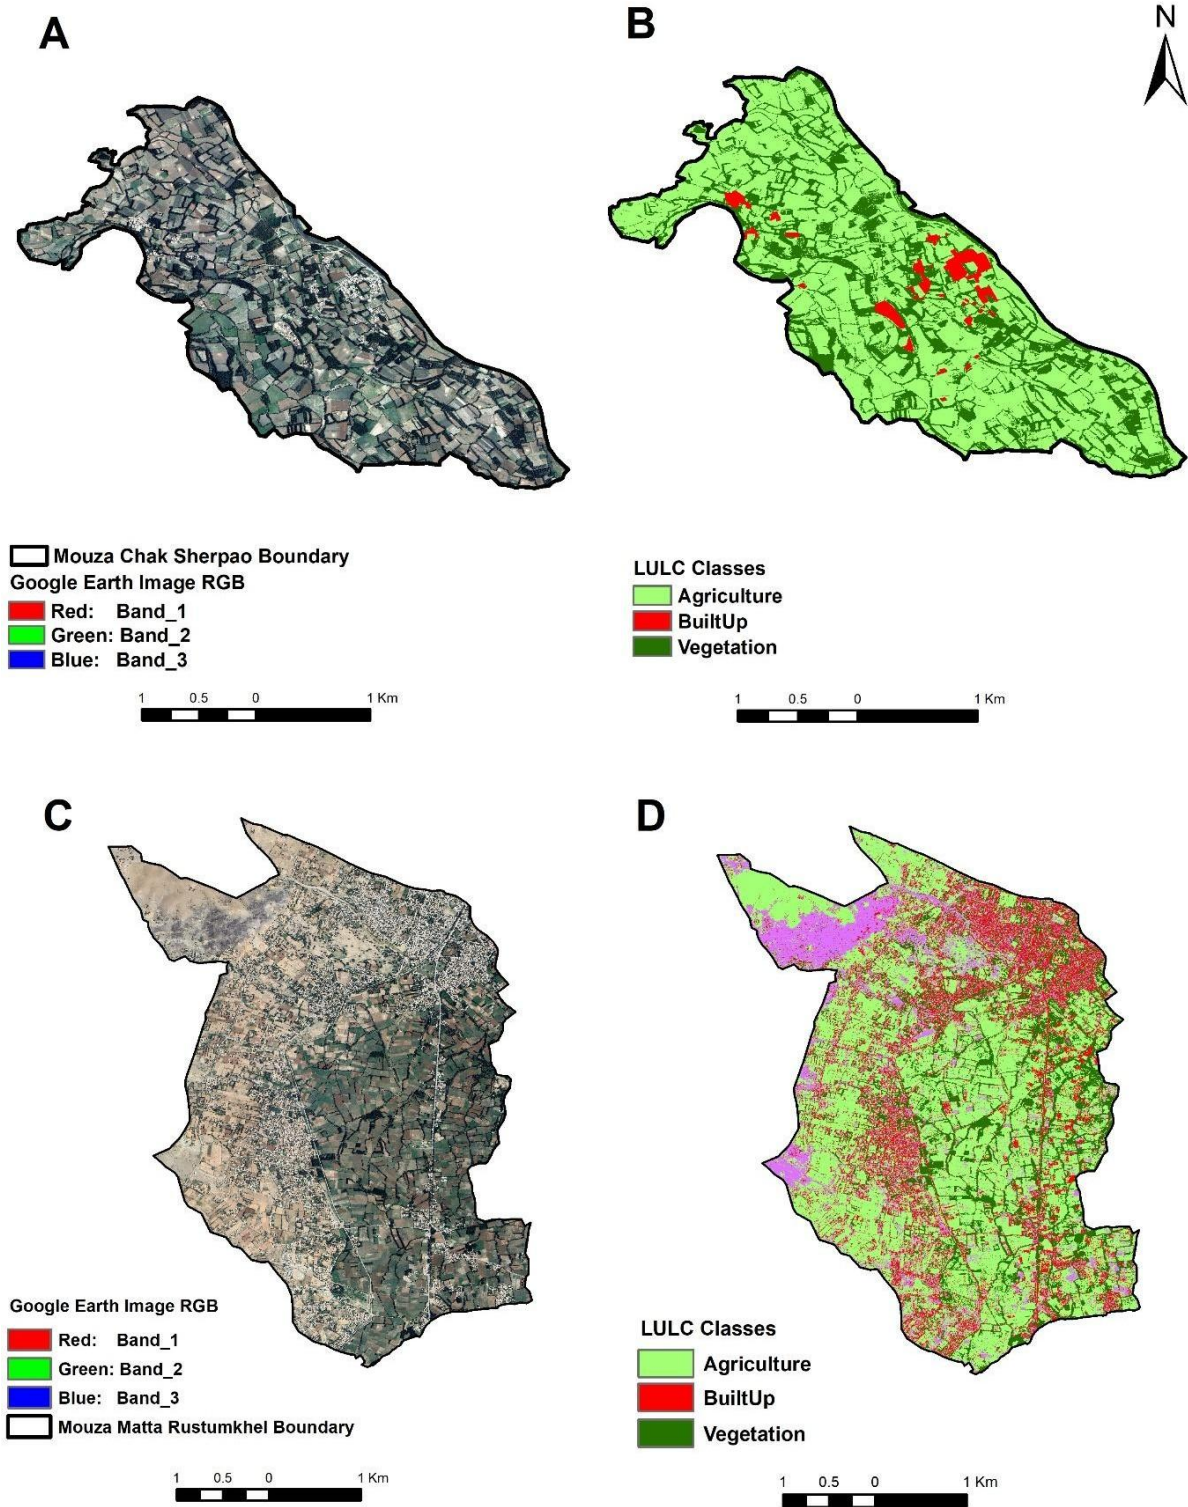 A
B
N
Mouza Chak Sherpao Boundary
Google Earth Image RGB
Red: Band_1
Green: Band_2
Blue: Band_3
1 0.5 0 1 Km
LULC Classes
Agriculture
BuiltUp
Vegetation
1 0.5 0 1 Km
C
D
Google Earth Image RGB
Red: Band_1
Green: Band_2
Blue: Band_3
Mouza Matta Rustumkhel Boundary
1 0.5 0 1 Km
LULC Classes
Agriculture
BuiltUp
Vegetation
1 0.5 0 1 Km